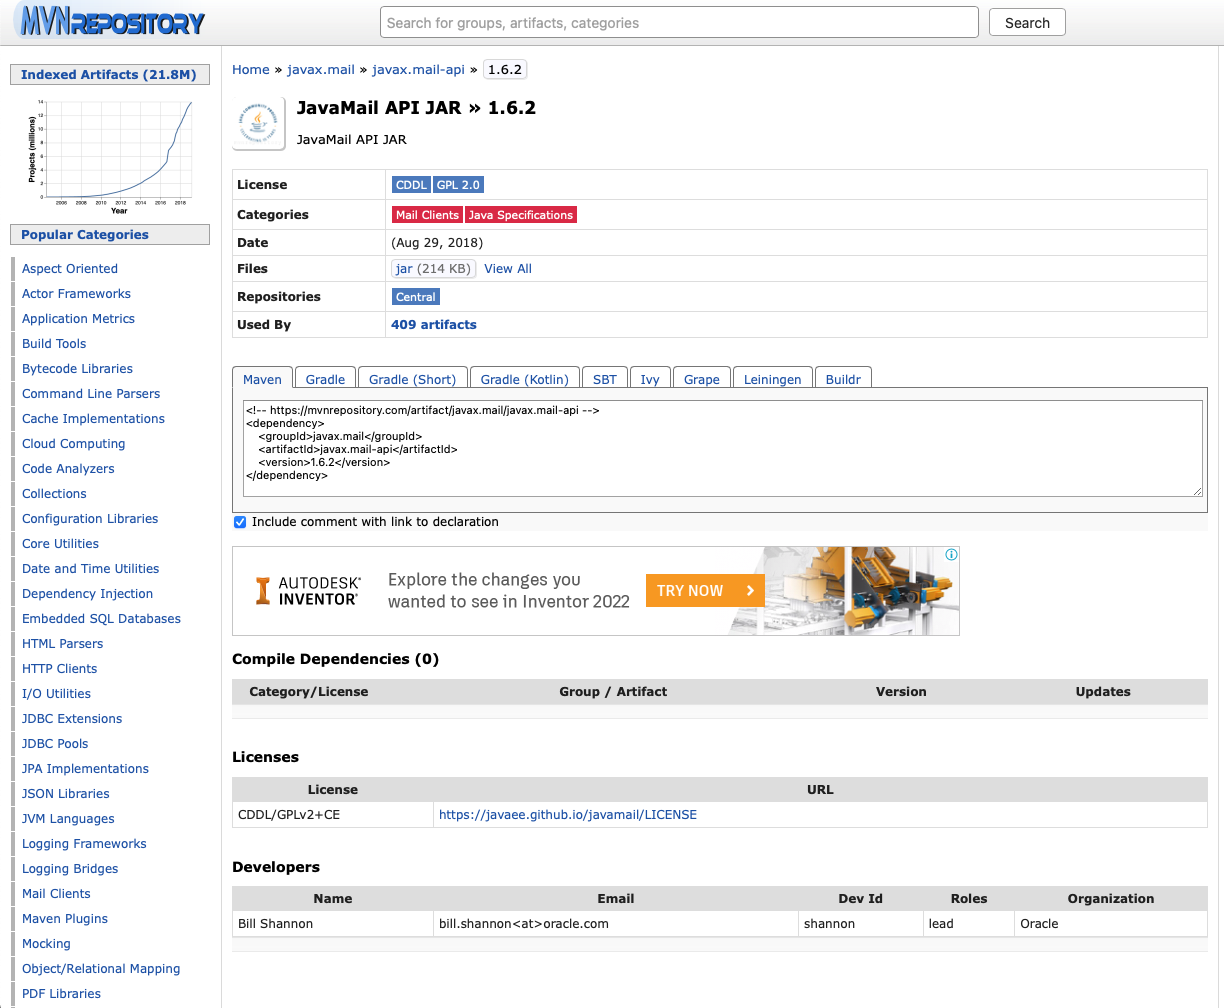 MVNREPOSITORY
Search for groups, artifacts, categories
Search
Indexed Artifacts (21.8M)
Projects (millions)
14
12
10
8
6
4
2
0
2006 2008 2010 2012 2014 2016 2018
Year
Popular Categories
Aspect Oriented
Actor Frameworks
Application Metrics
Build Tools
Bytecode Libraries
Command Line Parsers
Cache Implementations
Cloud Computing
Code Analyzers
Collections
Configuration Libraries
Core Utilities
Date and Time Utilities
Dependency Injection
Embedded SQL Databases
HTML Parsers
HTTP Clients
I/O Utilities
JDBC Extensions
JDBC Pools
JPA Implementations
JSON Libraries
JVM Languages
Logging Frameworks
Logging Bridges
Mail Clients
Maven Plugins
Mocking
Object/Relational Mapping
PDF Libraries
Home » javax.mail » javax.mail-api » 1.6.2
JavaMail API JAR » 1.6.2
JavaMail API JAR
License CDDL GPL 2.0
Categories Mail Clients Java Specifications
Date (Aug 29, 2018)
Files jar (214 KB) View All
Repositories Central
Used By 409 artifacts
Maven Gradle Gradle (Short) Gradle (Kotlin) SBT Ivy Grape Leiningen Buildr
<!-- https://mvnrepository.com/artifact/javax.mail/javax.mail-api -->
<dependency>
    <groupId>javax.mail</groupId>
    <artifactId>javax.mail-api</artifactId>
    <version>1.6.2</version>
</dependency>
Include comment with link to declaration
AUTODESK® INVENTOR®
Explore the changes you
wanted to see in Inventor 2022
TRY NOW
Compile Dependencies (0)
Category/License Group / Artifact Version Updates
Licenses
License URL
CDDL/GPLv2+CE https://javaee.github.io/javamail/LICENSE
Developers
Name Email Dev Id Roles Organization
Bill Shannon bill.shannon<at>oracle.com shannon lead Oracle